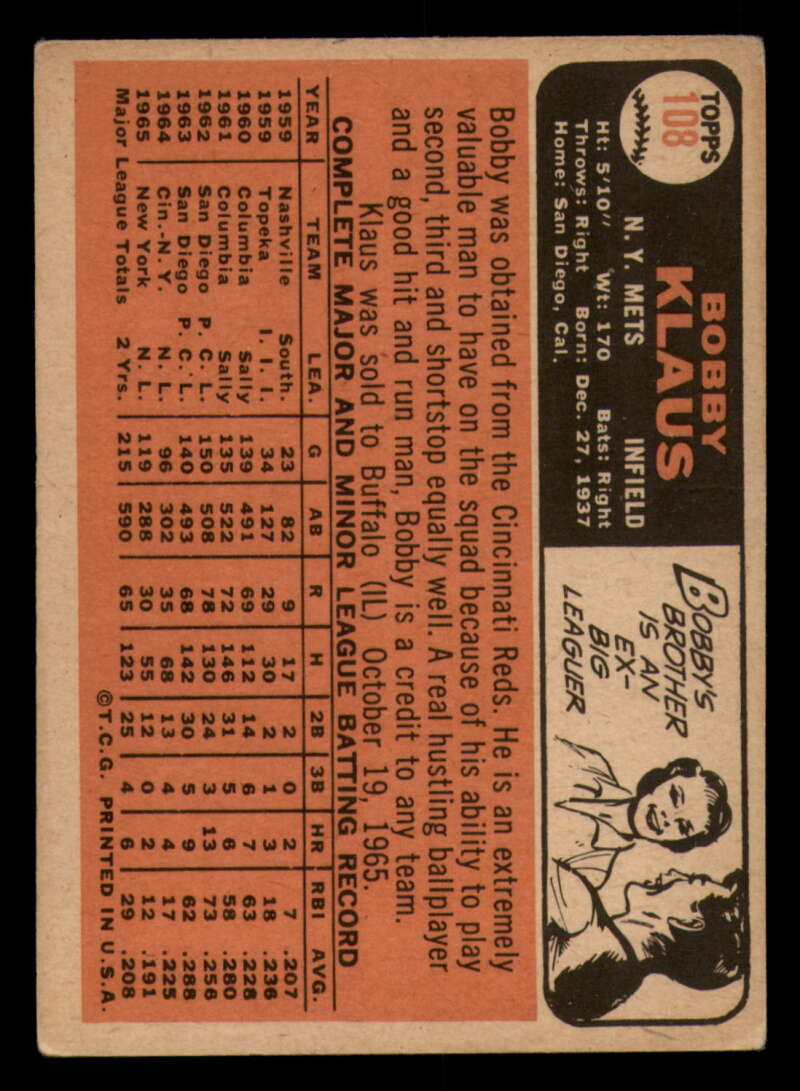 TOPPS
108
BOBBY
KLAUS
N. Y. METS INFIELD
Ht: 5'10" Wt: 170 Bats: Right
Throws: Right Born: Dec. 27, 1937
Home: San Diego, Cal.
BOBBY'S
BROTHER
IS AN
EX-
BIG
LEAGUER
Bobby was obtained from the Cincinnati Reds. He is an extremely
valuable man to have on the squad because of his ability to play
second, third and shortstop equally well. A real hustling ballplayer
and a good hit and run man, Bobby is a credit to any team.
Klaus was sold to Buffalo (IL) October 19, 1965.
COMPLETE MAJOR AND MINOR LEAGUE BATTING RECORD
YEAR TEAM LEA. G AB R H 2B 3B HR RBI AVG.
1959 Nashville South. 23 82 9 17 2 0 2 7 .207
1959 Topeka I. I. I. 34 127 29 30 2 1 3 18 .236
1960 Columbia Sally 139 491 69 112 14 6 7 63 .228
1961 Columbia Sally 135 522 72 146 31 5 6 58 .280
1962 San Diego P. C. L. 150 508 78 130 24 3 13 73 .256
1963 San Diego P. C. L. 140 493 68 142 30 5 9 62 .288
1964 Cin.-N. Y. N. L. 96 302 35 68 13 4 4 17 .225
1965 New York N. L. 119 288 30 55 12 0 2 12 .191
Major League Totals 2 Yrs. 215 590 65 123 25 4 6 29 .208
©T.C.G. PRINTED IN U.S.A.